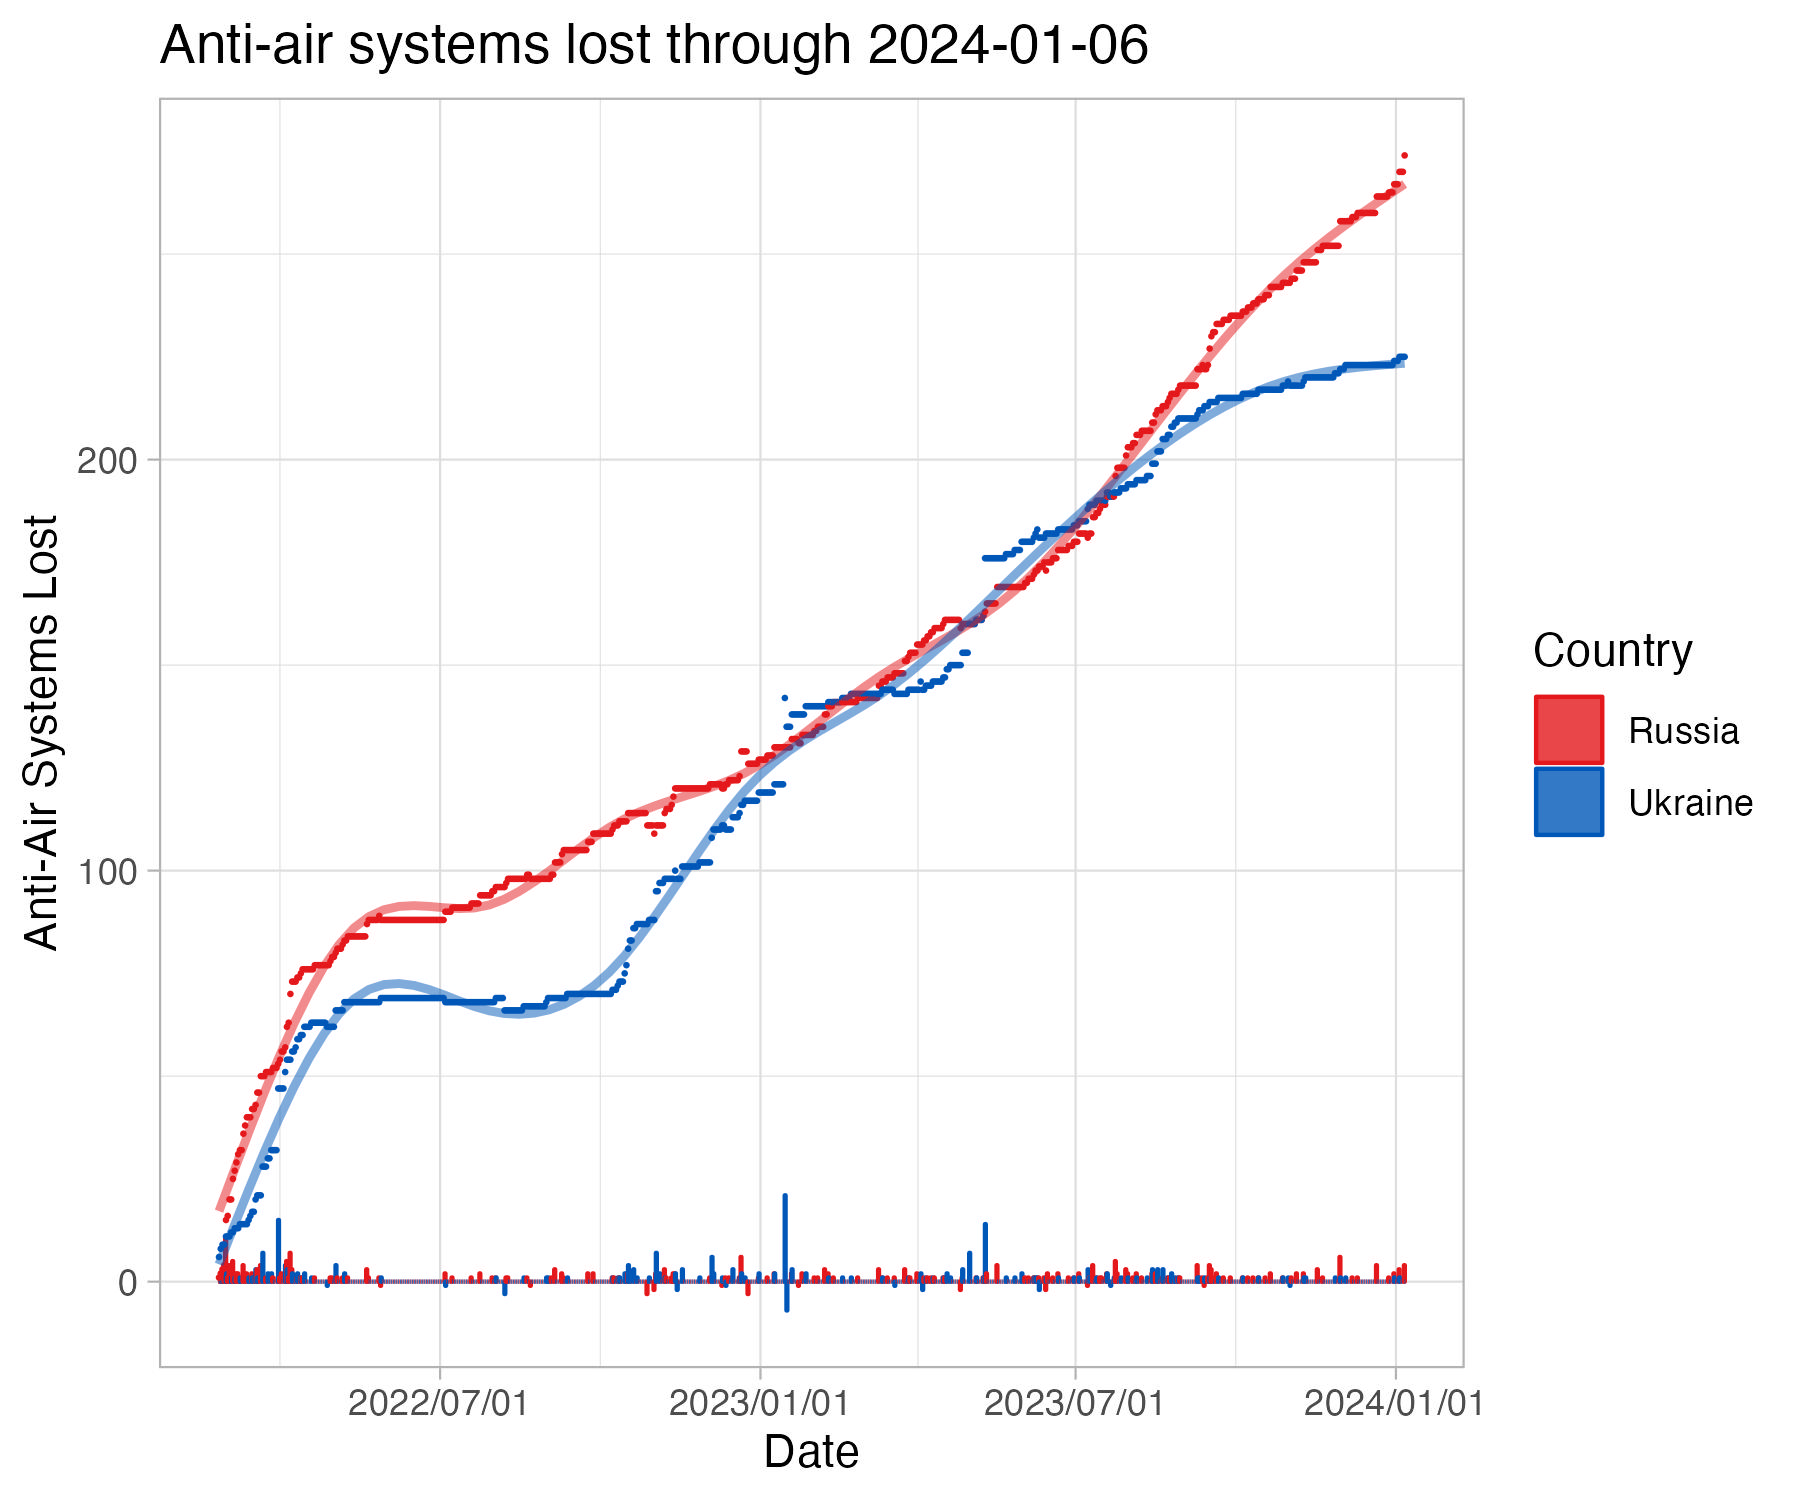 Anti-air systems lost through 2024-01-06
Anti-Air Systems Lost
200
100
0
2022/07/01
2023/01/01
2023/07/01
2024/01/01
Date
Country
Russia
Ukraine